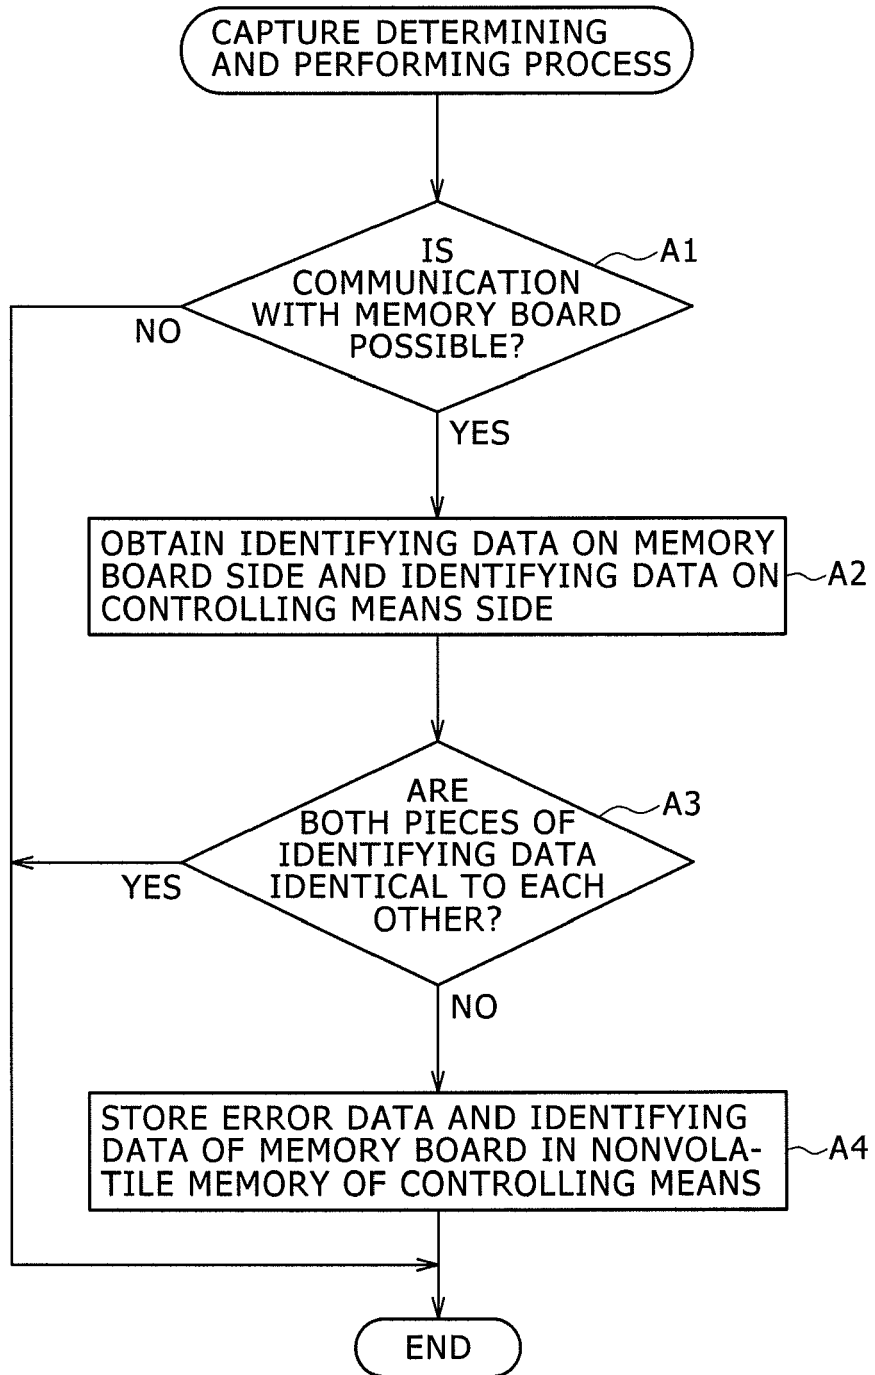 CAPTURE DETERMINING
AND PERFORMING PROCESS
IS
COMMUNICATION
WITH MEMORY BOARD
POSSIBLE?
A1
NO
YES
OBTAIN IDENTIFYING DATA ON MEMORY
BOARD SIDE AND IDENTIFYING DATA ON
CONTROLLING MEANS SIDE
A2
ARE
BOTH PIECES OF
IDENTIFYING DATA
IDENTICAL TO EACH
OTHER?
A3
YES
NO
STORE ERROR DATA AND IDENTIFYING
DATA OF MEMORY BOARD IN NONVOLA-
TILE MEMORY OF CONTROLLING MEANS
A4
END